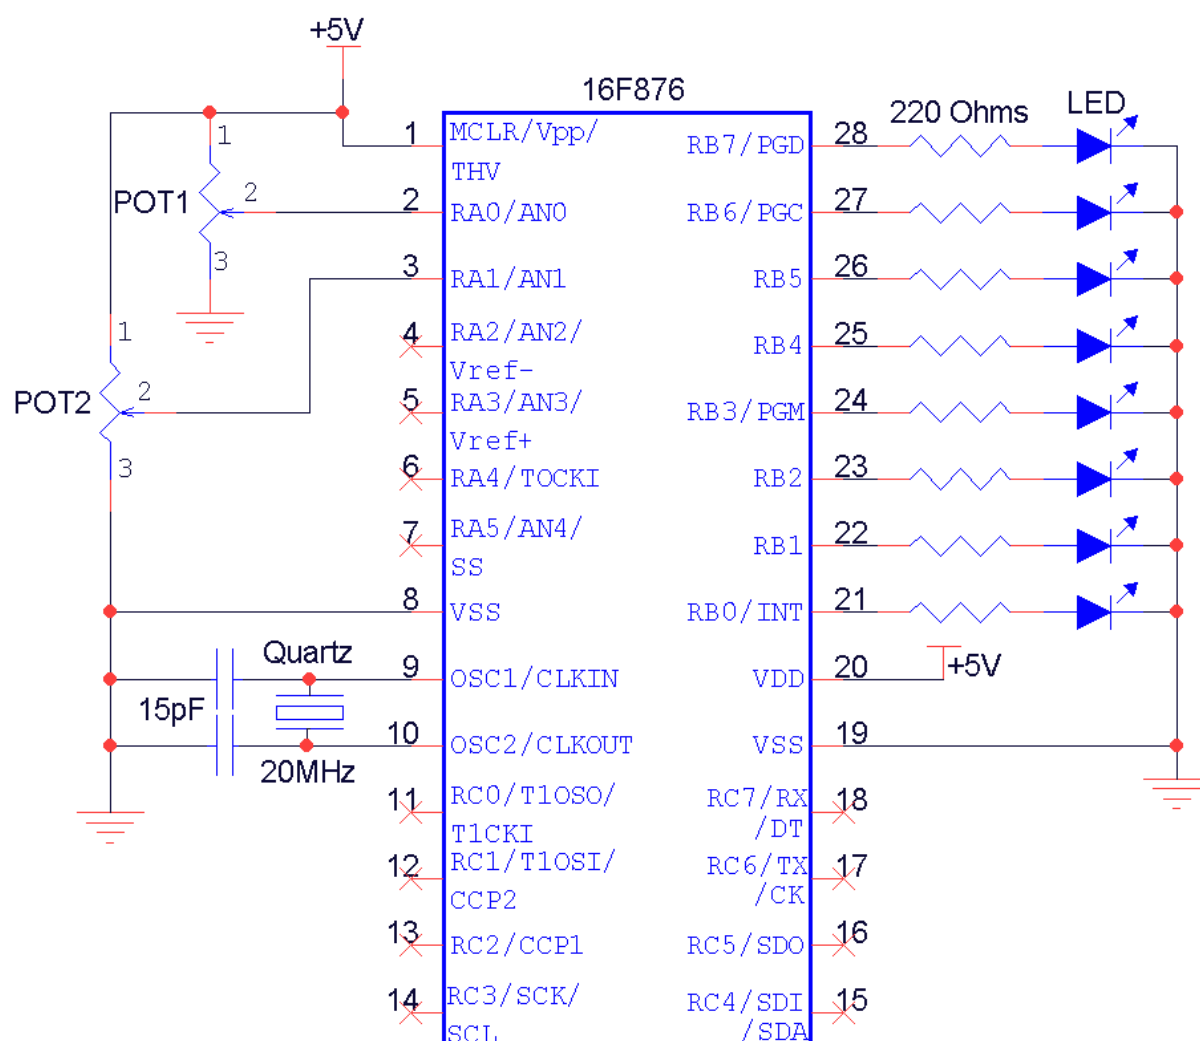 +5V
16F876
220 Ohms
LED
1
POT1
2
3
1
POT2
2
3
1
MCLR/Vpp/
THV
2
RA0/AN0
3
RA1/AN1
4
RA2/AN2/
Vref-
5
RA3/AN3/
Vref+
6
RA4/TOCKI
7
RA5/AN4/
SS
8
VSS
Quartz
9
OSC1/CLKIN
15pF
10
OSC2/CLKOUT
20MHz
11
RC0/T1OSO/
T1CKI
12
RC1/T1OSI/
CCP2
13
RC2/CCP1
14
RC3/SCK/
SCL
RB7/PGD
28
RB6/PGC
27
RB5
26
RB4
25
RB3/PGM
24
RB2
23
RB1
22
RB0/INT
21
VDD
20
+5V
VSS
19
RC7/RX
/DT
18
RC6/TX
/CK
17
RC5/SDO
16
RC4/SDI
/SDA
15